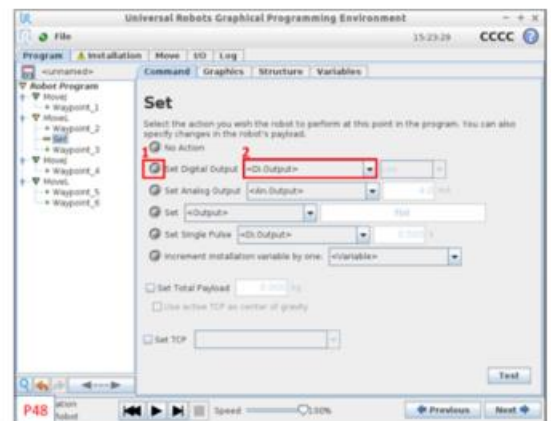 Universal Robots Graphical Programming Environment
File
15:23:28
CCCC
Program
Installation
Move
I/O
Log
<unnamed>
Command
Graphics
Structure
Variables
Robot Program
MoveJ
Waypoint_1
MoveL
Waypoint_2
Set
Waypoint_3
MoveJ
Waypoint_4
MoveL
Waypoint_5
Waypoint_6
Set
Select the action you wish the robot to perform at this point in the program. You can also
specify changes in the robot's payload.
No Action
1
2
Set Digital Output <Di.Output>
Set Analog Output <An.Output>
Set <Output>
Set Single Pulse <Di.Output>
Increment installation variable by one: <Variable>
Set Total Payload
Use active TCP as center of gravity
Set TCP
Test
P48
Robot
Speed
100%
Previous
Next